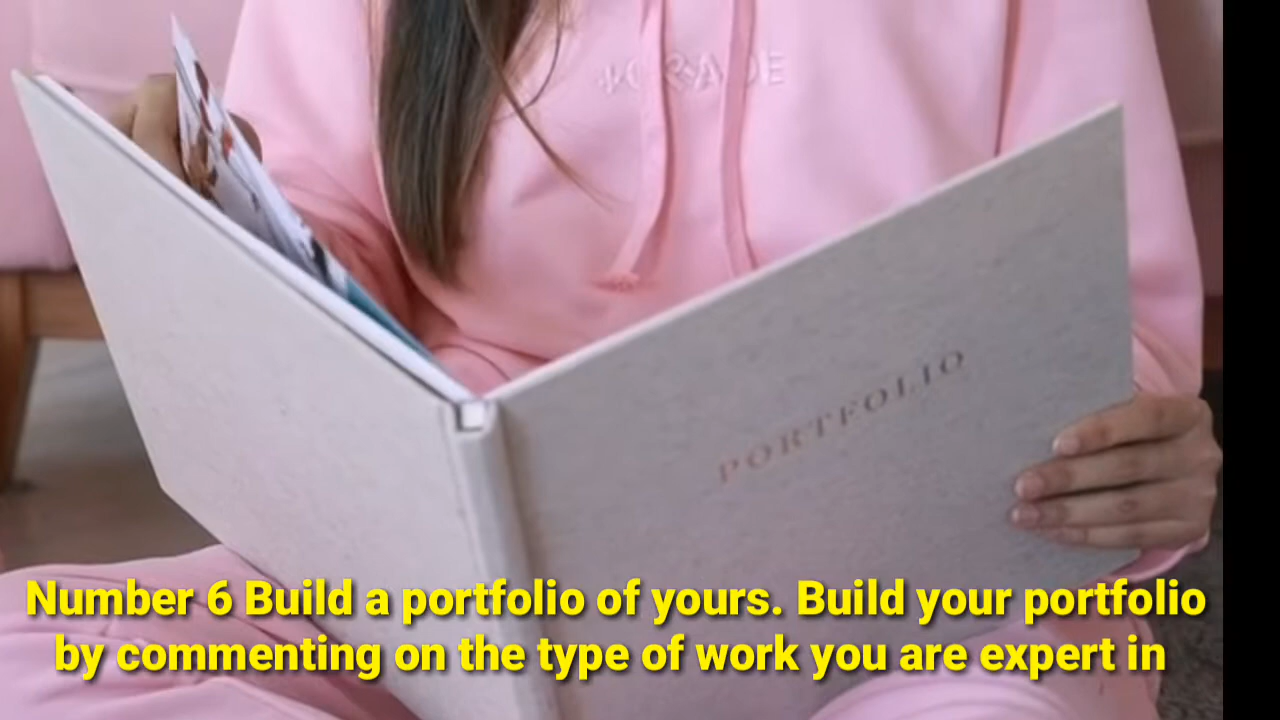 PORTFOLIO
Number 6 Build a portfolio of yours. Build your portfolio
by commenting on the type of work you are expert in